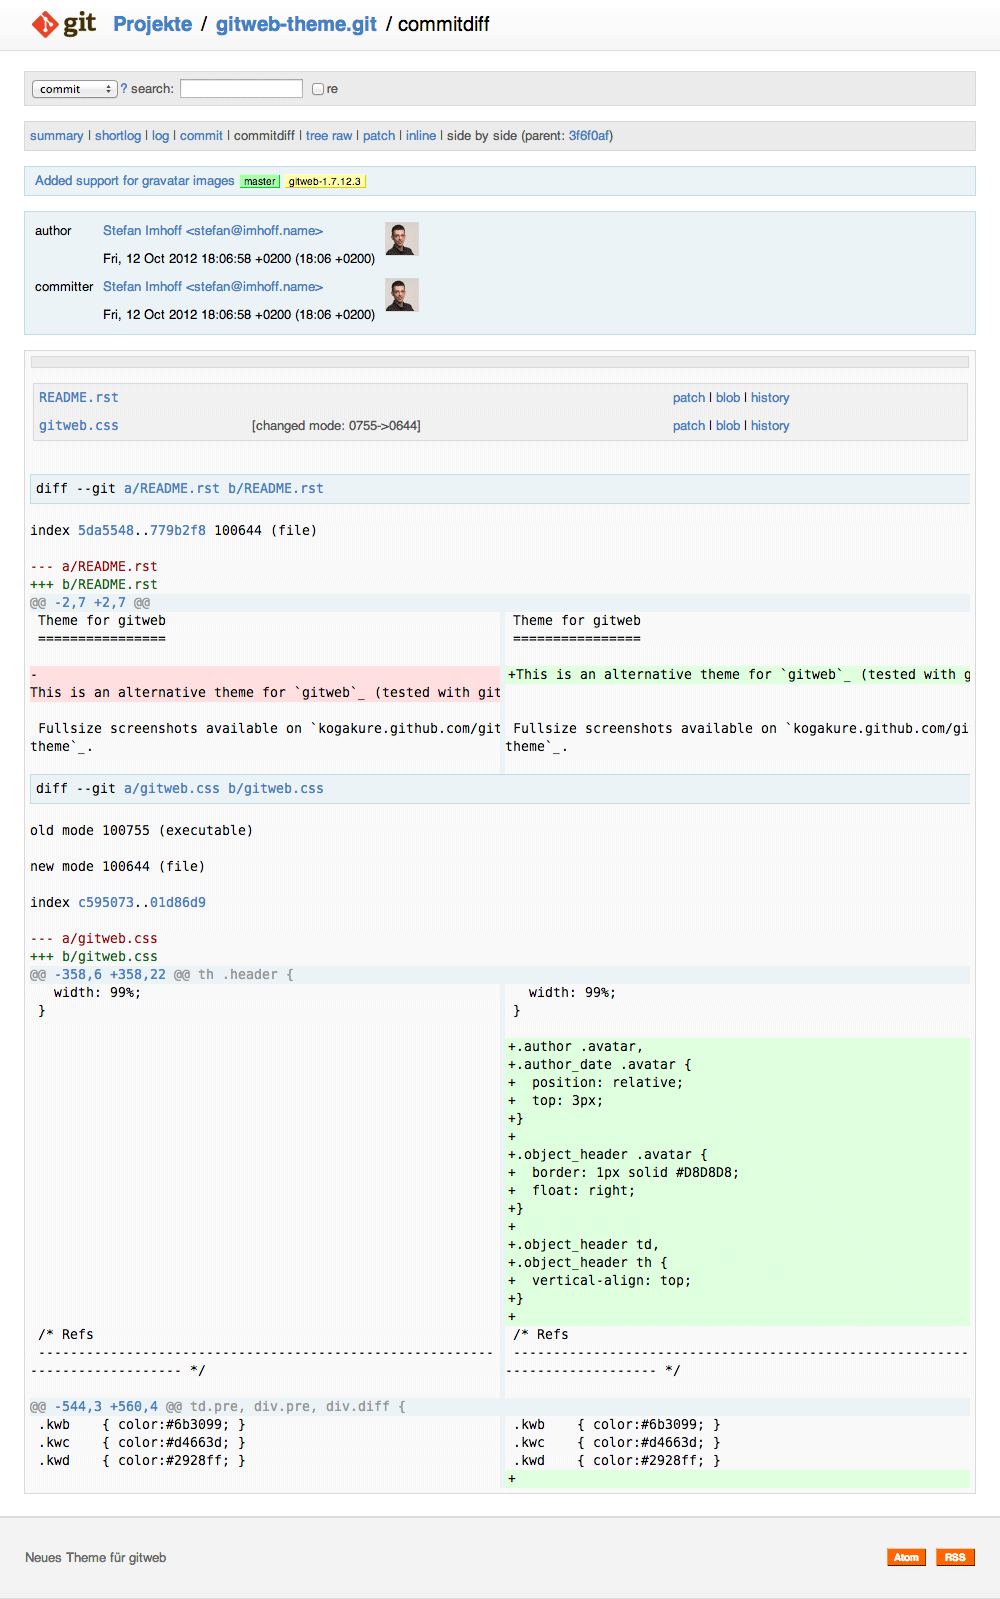 git Projekte / gitweb-theme.git / commitdiff
commit ? search: re
summary | shortlog | log | commit | commitdiff | tree raw | patch | inline | side by side (parent: 3f6f0af)
Added support for gravatar images master gitweb-1.7.12.3
author Stefan Imhoff <stefan@imhoff.name>
Fri, 12 Oct 2012 18:06:58 +0200 (18:06 +0200)
committer Stefan Imhoff <stefan@imhoff.name>
Fri, 12 Oct 2012 18:06:58 +0200 (18:06 +0200)
README.rst patch | blob | history
gitweb.css [changed mode: 0755->0644] patch | blob | history
diff --git a/README.rst b/README.rst
index 5da5548..779b2f8 100644 (file)
--- a/README.rst
+++ b/README.rst
@@ -2,7 +2,7 @@
Theme for gitweb Theme for gitweb
================ ================
- +This is an alternative theme for `gitweb`_ (tested with g
This is an alternative theme for `gitweb`_ (tested with git
Fullsize screenshots available on `kogakure.github.com/git Fullsize screenshots available on `kogakure.github.com/gi
theme`_. theme`_.
diff --git a/gitweb.css b/gitweb.css
old mode 100755 (executable)
new mode 100644 (file)
index c595073..01d86d9
--- a/gitweb.css
+++ b/gitweb.css
@@ -358,6 +358,22 @@ th .header {
width: 99%; width: 99%;
} }
+.author .avatar,
+.author_date .avatar {
+  position: relative;
+  top: 3px;
+}
+
+.object_header .avatar {
+  border: 1px solid #D8D8D8;
+  float: right;
+}
+
+.object_header td,
+.object_header th {
+  vertical-align: top;
+}
+
/* Refs /* Refs
--------------------------------------------------------- ---------------------------------------------------------
------------------- */ ------------------- */
@@ -544,3 +560,4 @@ td.pre, div.pre, div.diff {
.kwb    { color:#6b3099; } .kwb    { color:#6b3099; }
.kwc    { color:#d4663d; } .kwc    { color:#d4663d; }
.kwd    { color:#2928ff; } .kwd    { color:#2928ff; }
+
Neues Theme für gitweb Atom RSS